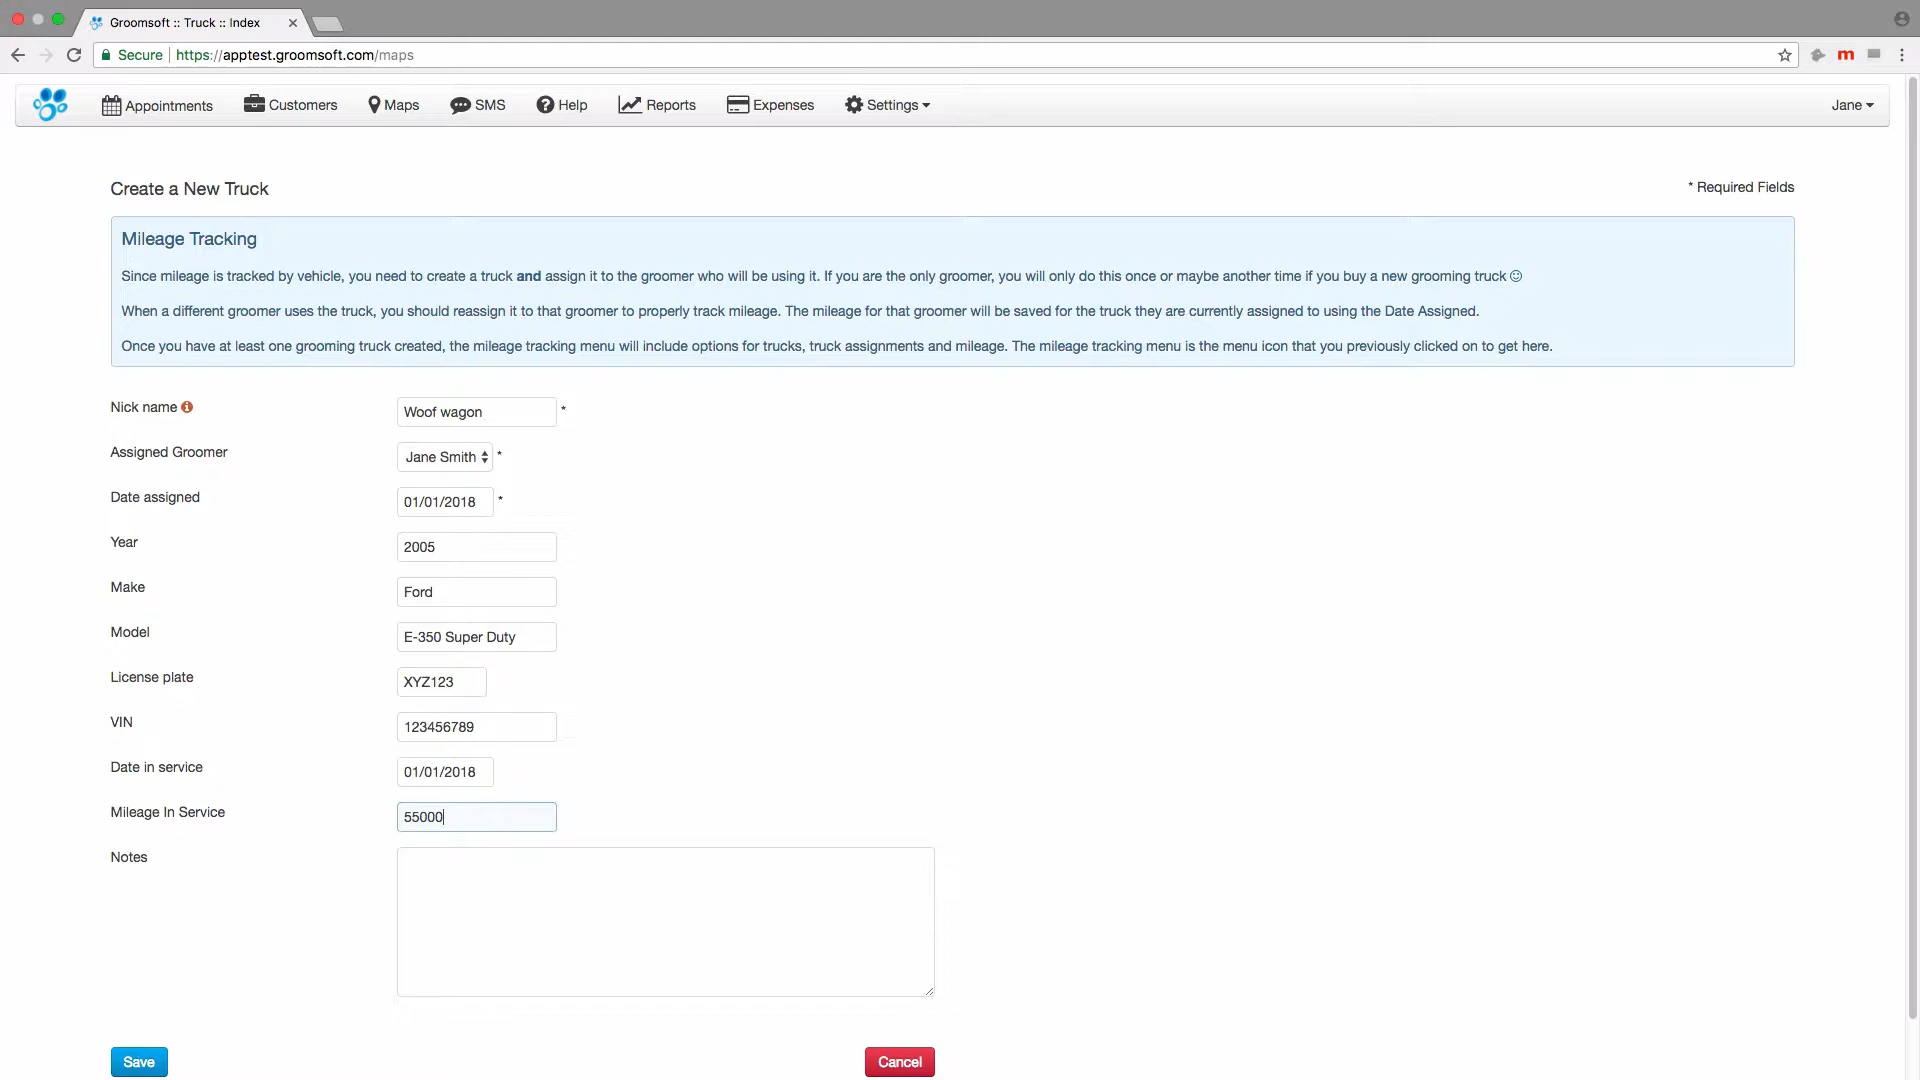 Groomsoft :: Truck :: Index
Secure https://apptest.groomsoft.com/maps
m
Appointments Customers Maps SMS Help Reports Expenses Settings Jane
Create a New Truck * Required Fields
Mileage Tracking
Since mileage is tracked by vehicle, you need to create a truck and assign it to the groomer who will be using it. If you are the only groomer, you will only do this once or maybe another time if you buy a new grooming truck
When a different groomer uses the truck, you should reassign it to that groomer to properly track mileage. The mileage for that groomer will be saved for the truck they are currently assigned to using the Date Assigned.
Once you have at least one grooming truck created, the mileage tracking menu will include options for trucks, truck assignments and mileage. The mileage tracking menu is the menu icon that you previously clicked on to get here.
Nick name Woof wagon *
Assigned Groomer Jane Smith *
Date assigned 01/01/2018 *
Year 2005
Make Ford
Model E-350 Super Duty
License plate XYZ123
VIN 123456789
Date in service 01/01/2018
Mileage In Service 55000
Notes
Save Cancel